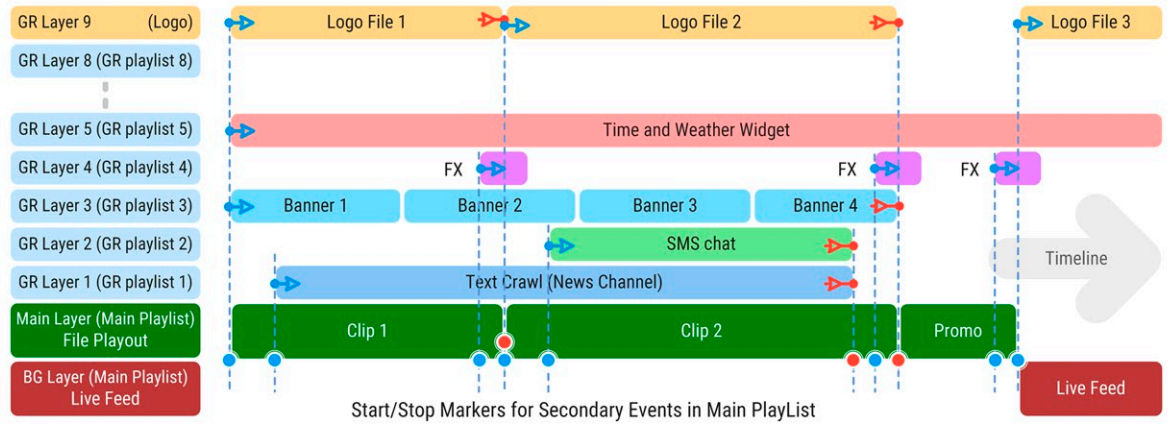 GR Layer 9 (Logo) Logo File 1 Logo File 2 Logo File 3
GR Layer 8 (GR playlist 8)
GR Layer 5 (GR playlist 5) Time and Weather Widget
GR Layer 4 (GR playlist 4) FX FX FX
GR Layer 3 (GR playlist 3) Banner 1 Banner 2 Banner 3 Banner 4
GR Layer 2 (GR playlist 2) SMS chat
Timeline
GR Layer 1 (GR playlist 1) Text Crawl (News Channel)
Main Layer (Main Playlist)
File Playout
Clip 1 Clip 2 Promo
BG Layer (Main Playlist)
Live Feed
Live Feed
Start/Stop Markers for Secondary Events in Main PlayList